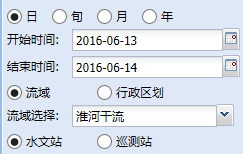 日 旬 月 年
开始时间: 2016-06-13
结束时间: 2016-06-14
流域 行政区划
流域选择: 淮河干流
水文站 巡测站